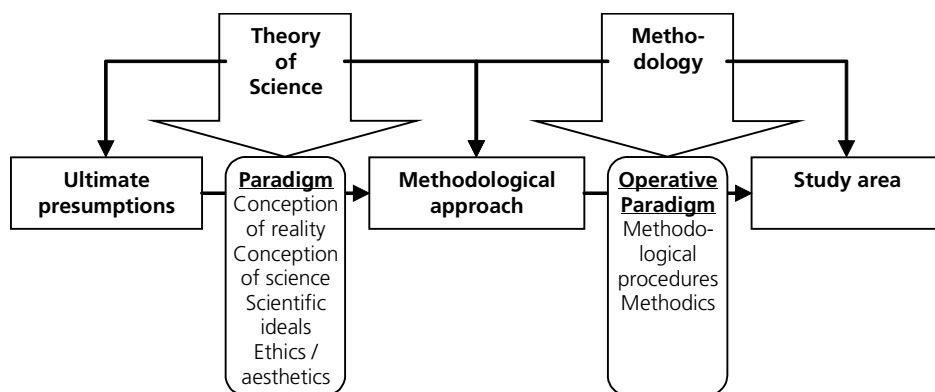 Theory
of
Science
Metho-
dology
Ultimate
presumptions
Paradigm
Conception
of reality
Conception
of science
Scientific
ideals
Ethics /
aesthetics
Methodological
approach
Operative
Paradigm
Methodo-
logical
procedures
Methodics
Study area